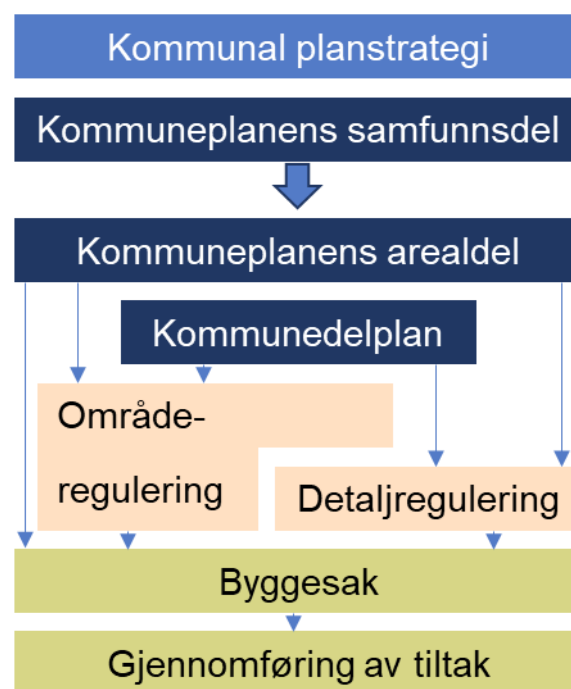 Kommunal planstrategi
Kommuneplanens samfunnsdel
Kommuneplanens arealdel
Kommunedelplan
Område-
regulering
Detaljregulering
Byggesak
Gjennomføring av tiltak